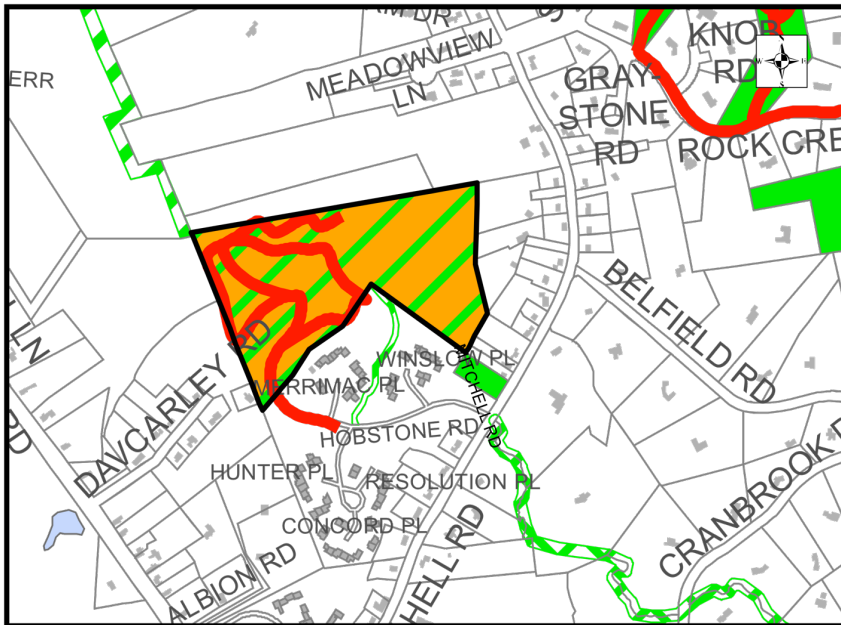 DR
ERR
MEADOWVIEW
LN
KNOB
RD
GRAY-
STONE
RD
ROCK CRE
N
W
E
S
BELFIELD RD
LN
RD
DAVCARLEY RD
WINSLOW PL
MERRIMAC PL
MITCHELL RD
HOBSTONE RD
HUNTER PL
RESOLUTION PL
CONCORD PL
CRANBROOK
ALBION RD
HELL RD